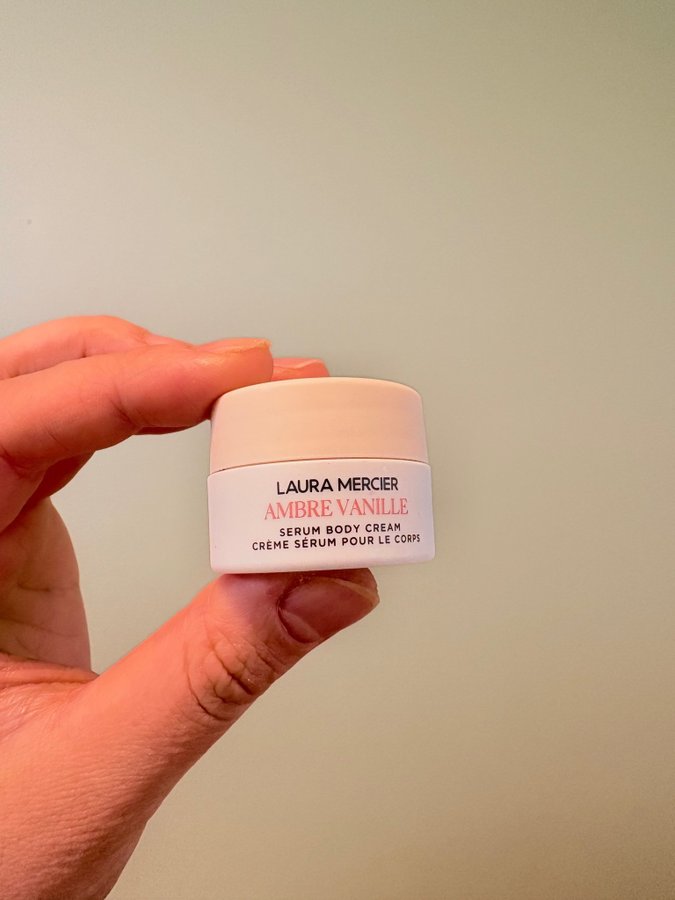 LAURA MERCIER
AMBRE VANILLE
SERUM BODY CREAM
CRÈME SÉRUM POUR LE CORPS